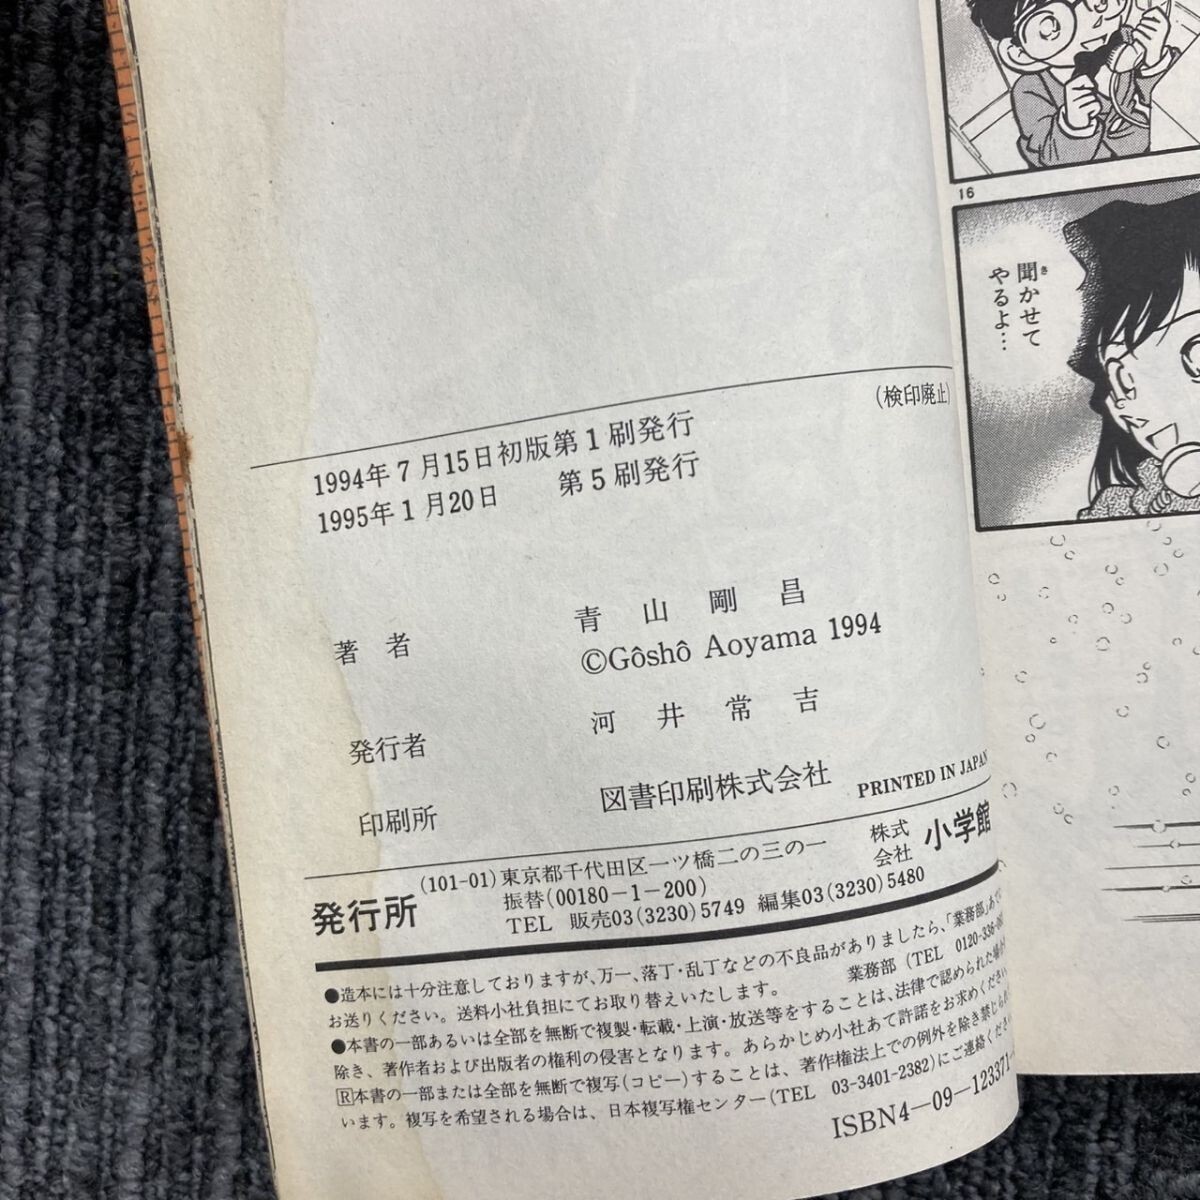 (検印廃止)
1994年7月15日初版第1刷発行
1995年1月20日 第5刷発行
著者 青山剛昌
©Gôshô Aoyama 1994
発行者 河井常吉
印刷所 図書印刷株式会社
PRINTED IN JAPAN
発行所 (101-01)東京都千代田区一ツ橋二の三の一 株式会社 小学館
振替(00180-1-200)
TEL 販売03(3230)5749 編集03(3230)5480
●造本には十分注意しておりますが、万一、落丁・乱丁などの不良品がありましたら、「業務部」あてに
お送りください。送料小社負担にてお取り替えいたします。 業務部(TEL 0120-336-
●本書の一部あるいは全部を無断で複製・転載・上演・放送等をすることは、法律で認められた場合を
除き、著作者および出版者の権利の侵害となります。あらかじめ小社あて許諾をお求めください。
Ⓡ本書の一部または全部を無断で複写(コピー)することは、著作権法上での例外を除き禁じられて
います。複写を希望される場合は、日本複写権センター(TEL 03-3401-2382)にご連絡ください。
ISBN4-09-123371-
16
聞かせて
き
やるよ…